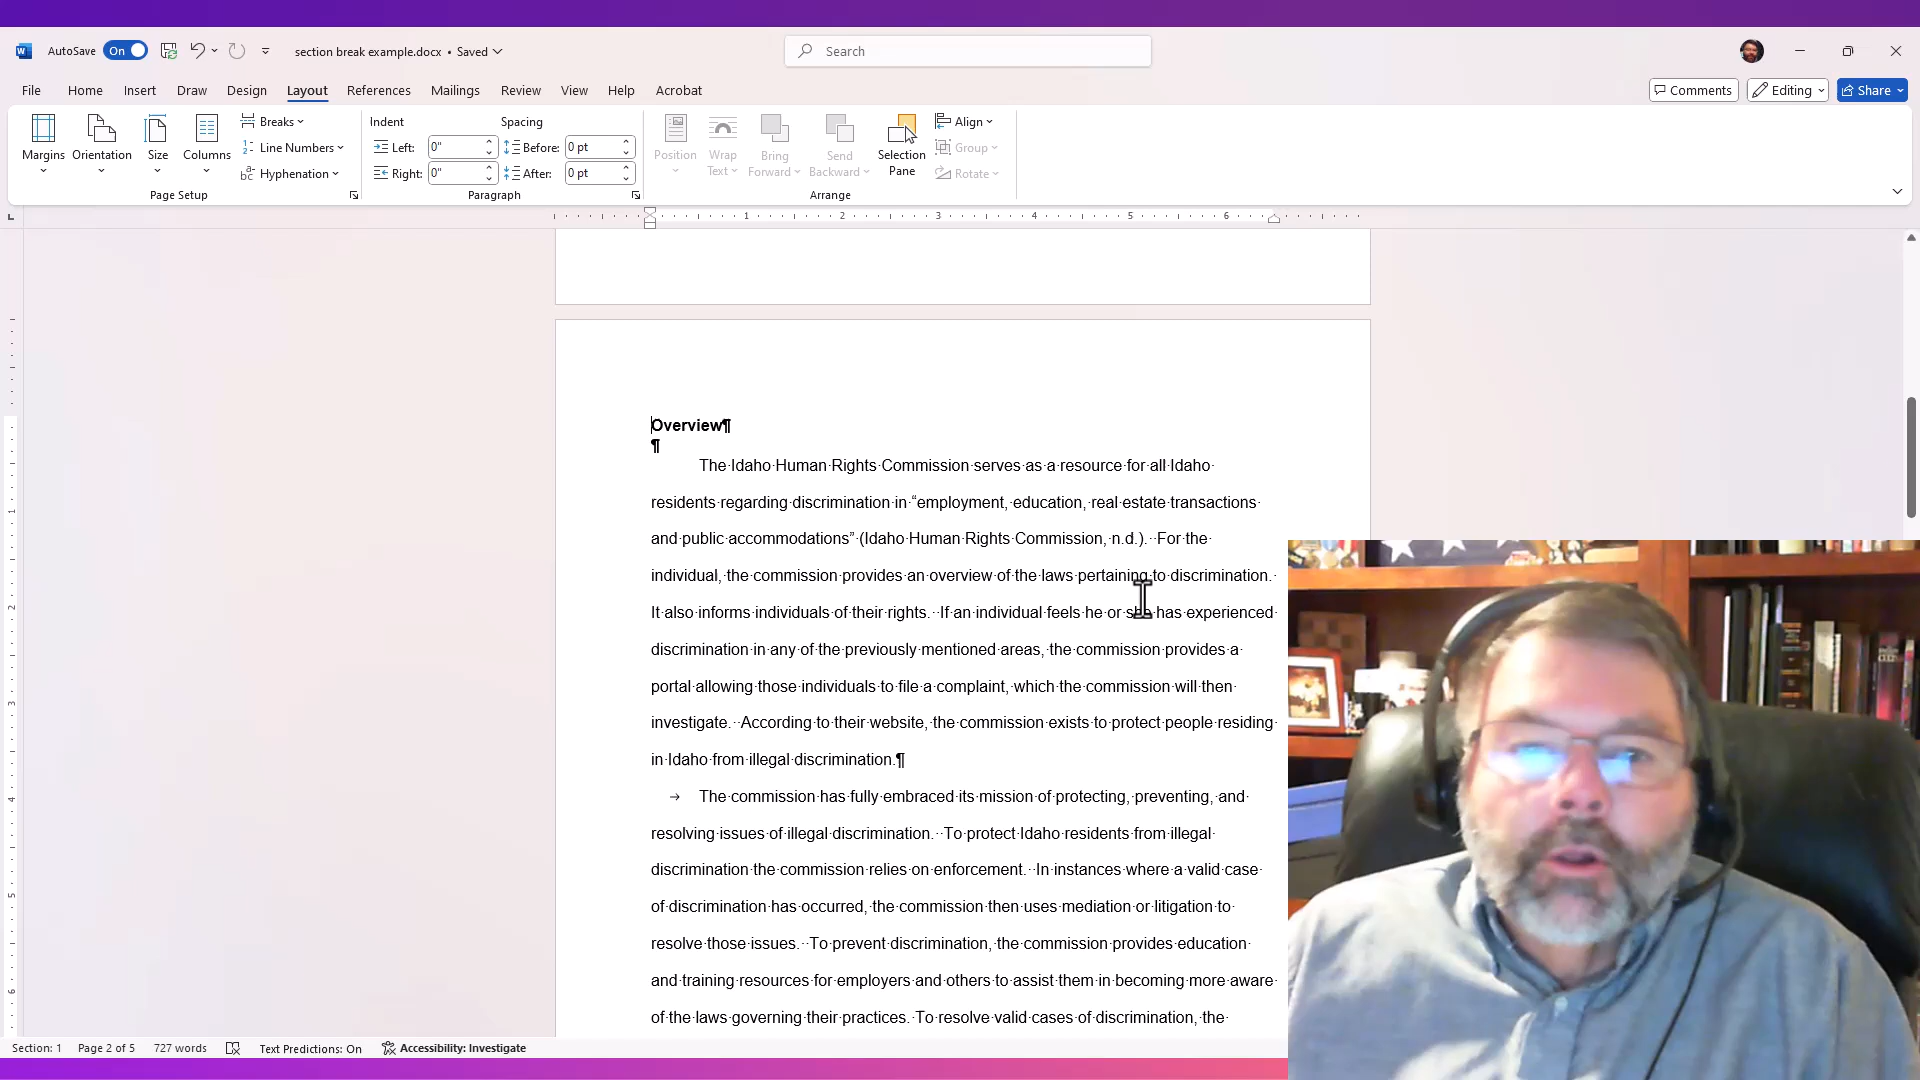 AutoSave On section break example.docx • Saved Search
File Home Insert Draw Design Layout References Mailings Review View Help Acrobat Comments Editing Share
Margins Orientation Size Columns Breaks Line Numbers Hyphenation
Page Setup
Indent Spacing
Left: 0" Before: 0 pt
Right: 0" After: 0 pt
Paragraph
Position Wrap Text Bring Forward Send Backward Selection Pane Align Group Rotate
Arrange
1 2 3 4 5 6
Overview¶
¶
The·Idaho·Human·Rights·Commission·serves·as·a·resource·for·all·Idaho·
residents·regarding·discrimination·in·“employment,·education,·real·estate·transactions·
and·public·accommodations”·(Idaho·Human·Rights·Commission,·n.d.).··For·the·
individual,·the·commission·provides·an·overview·of·the·laws·pertaining·to·discrimination.·
It·also·informs·individuals·of·their·rights.··If·an·individual·feels·he·or·she·has·experienced·
discrimination·in·any·of·the·previously·mentioned·areas,·the·commission·provides·a·
portal·allowing·those·individuals·to·file·a·complaint,·which·the·commission·will·then·
investigate.··According·to·their·website,·the·commission·exists·to·protect·people·residing·
in·Idaho·from·illegal·discrimination.¶
→ The·commission·has·fully·embraced·its·mission·of·protecting,·preventing,·and·
resolving·issues·of·illegal·discrimination.··To·protect·Idaho·residents·from·illegal·
discrimination·the·commission·relies·on·enforcement.··In·instances·where·a·valid·case·
of·discrimination·has·occurred,·the·commission·then·uses·mediation·or·litigation·to·
resolve·those·issues.··To·prevent·discrimination,·the·commission·provides·education·
and·training·resources·for·employers·and·others·to·assist·them·in·becoming·more·aware·
of·the·laws·governing·their·practices.··To·resolve·valid·cases·of·discrimination,·the·
1
2
3
4
5
6
Section: 1 Page 2 of 5 727 words Text Predictions: On Accessibility: Investigate